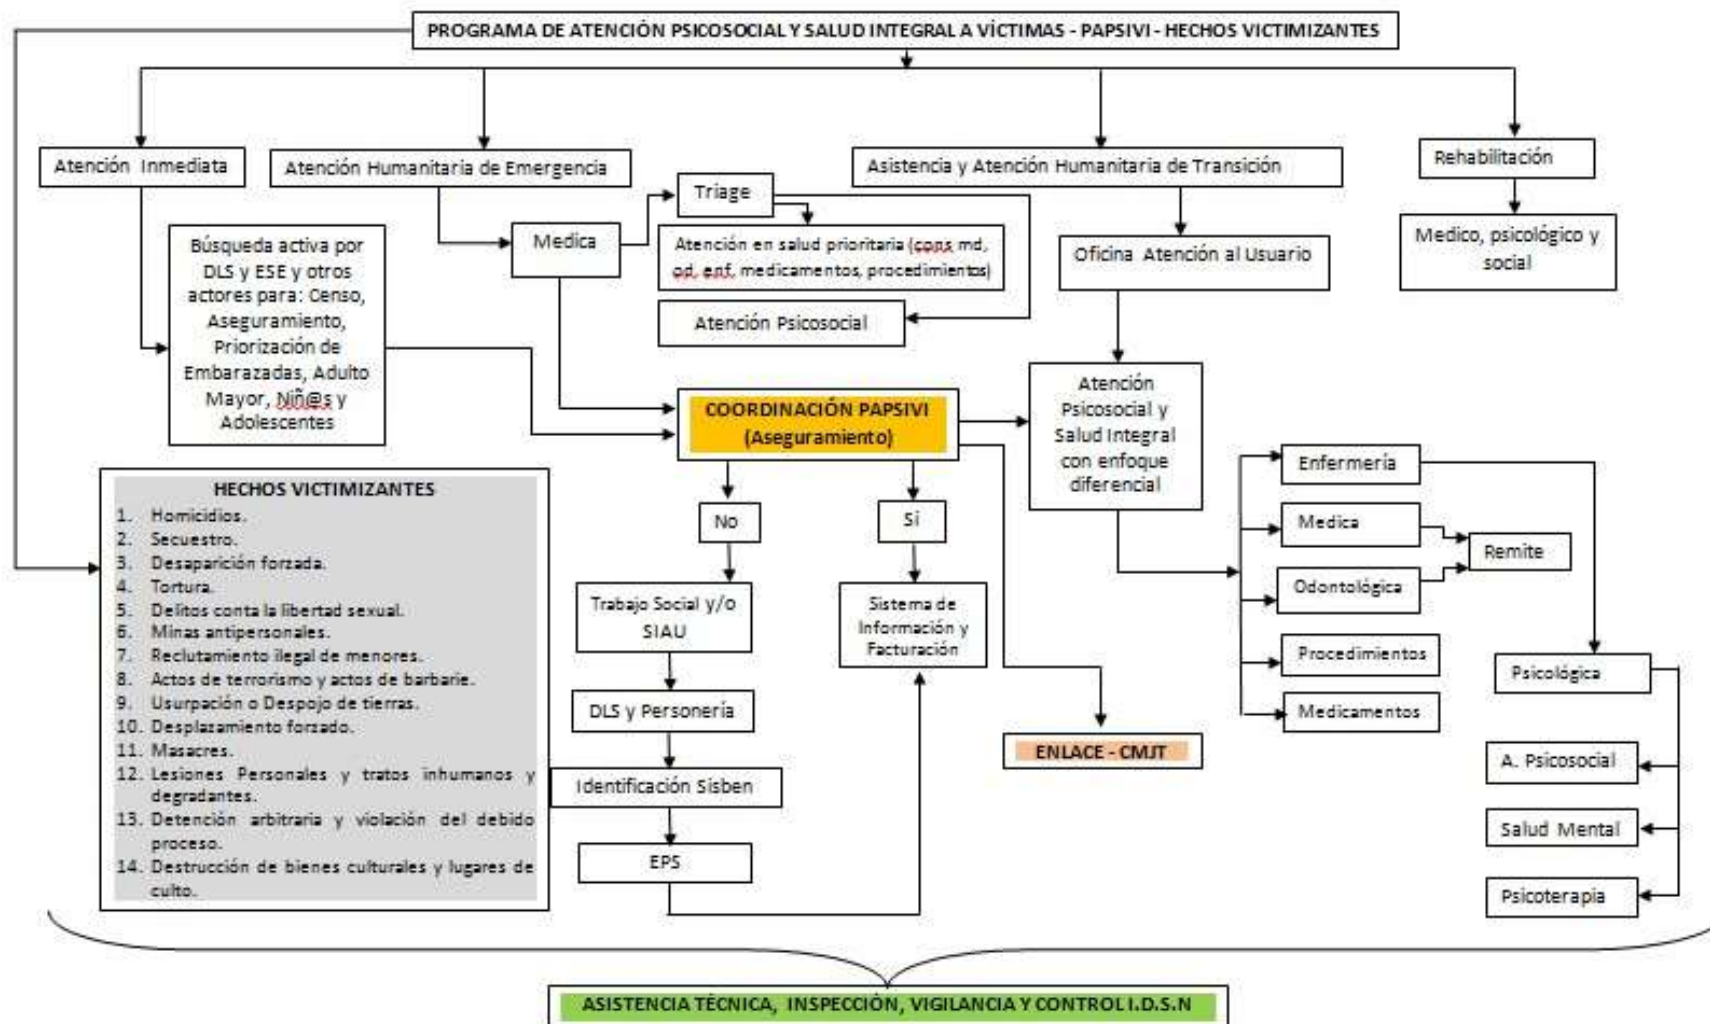 PROGRAMA DE ATENCIÓN PSICOSOCIAL Y SALUD INTEGRAL A VÍCTIMAS - PAPSIVI - HECHOS VICTIMIZANTES
Atención Inmediata
Atención Humanitaria de Emergencia
Asistencia y Atención Humanitaria de Transición
Rehabilitación
Búsqueda activa por
DLS y ESE y otros
actores para: Censo,
Aseguramiento,
Priorización de
Embarazadas, Adulto
Mayor, Niñ@s y
Adolescentes
Medica
Triage
Atención en salud prioritaria (cons md,
od, enf, medicamentos, procedimientos)
Atención Psicosocial
Oficina Atención al Usuario
Medico, psicológico y
social
COORDINACIÓN PAPSIVI
(Aseguramiento)
Atención
Psicosocial y
Salud Integral
con enfoque
diferencial
HECHOS VICTIMIZANTES
1. Homicidios.
2. Secuestro.
3. Desaparición forzada.
4. Tortura.
5. Delitos conta la libertad sexual.
6. Minas antipersonales.
7. Reclutamiento ilegal de menores.
8. Actos de terrorismo y actos de barbarie.
9. Usurpación o Despojo de tierras.
10. Desplazamiento forzado.
11. Masacres.
12. Lesiones Personales y tratos inhumanos y
degradantes.
13. Detención arbitraria y violación del debido
proceso.
14. Destrucción de bienes culturales y lugares de
culto.
No
Si
Trabajo Social y/o
SIAU
Sistema de
Información y
Facturación
DLS y Personería
Identificación Sisben
EPS
ENLACE - CMJT
Enfermería
Medica
Odontológica
Remite
Procedimientos
Medicamentos
Psicológica
A. Psicosocial
Salud Mental
Psicoterapia
ASISTENCIA TÉCNICA, INSPECCIÓN, VIGILANCIA Y CONTROL I.D.S.N